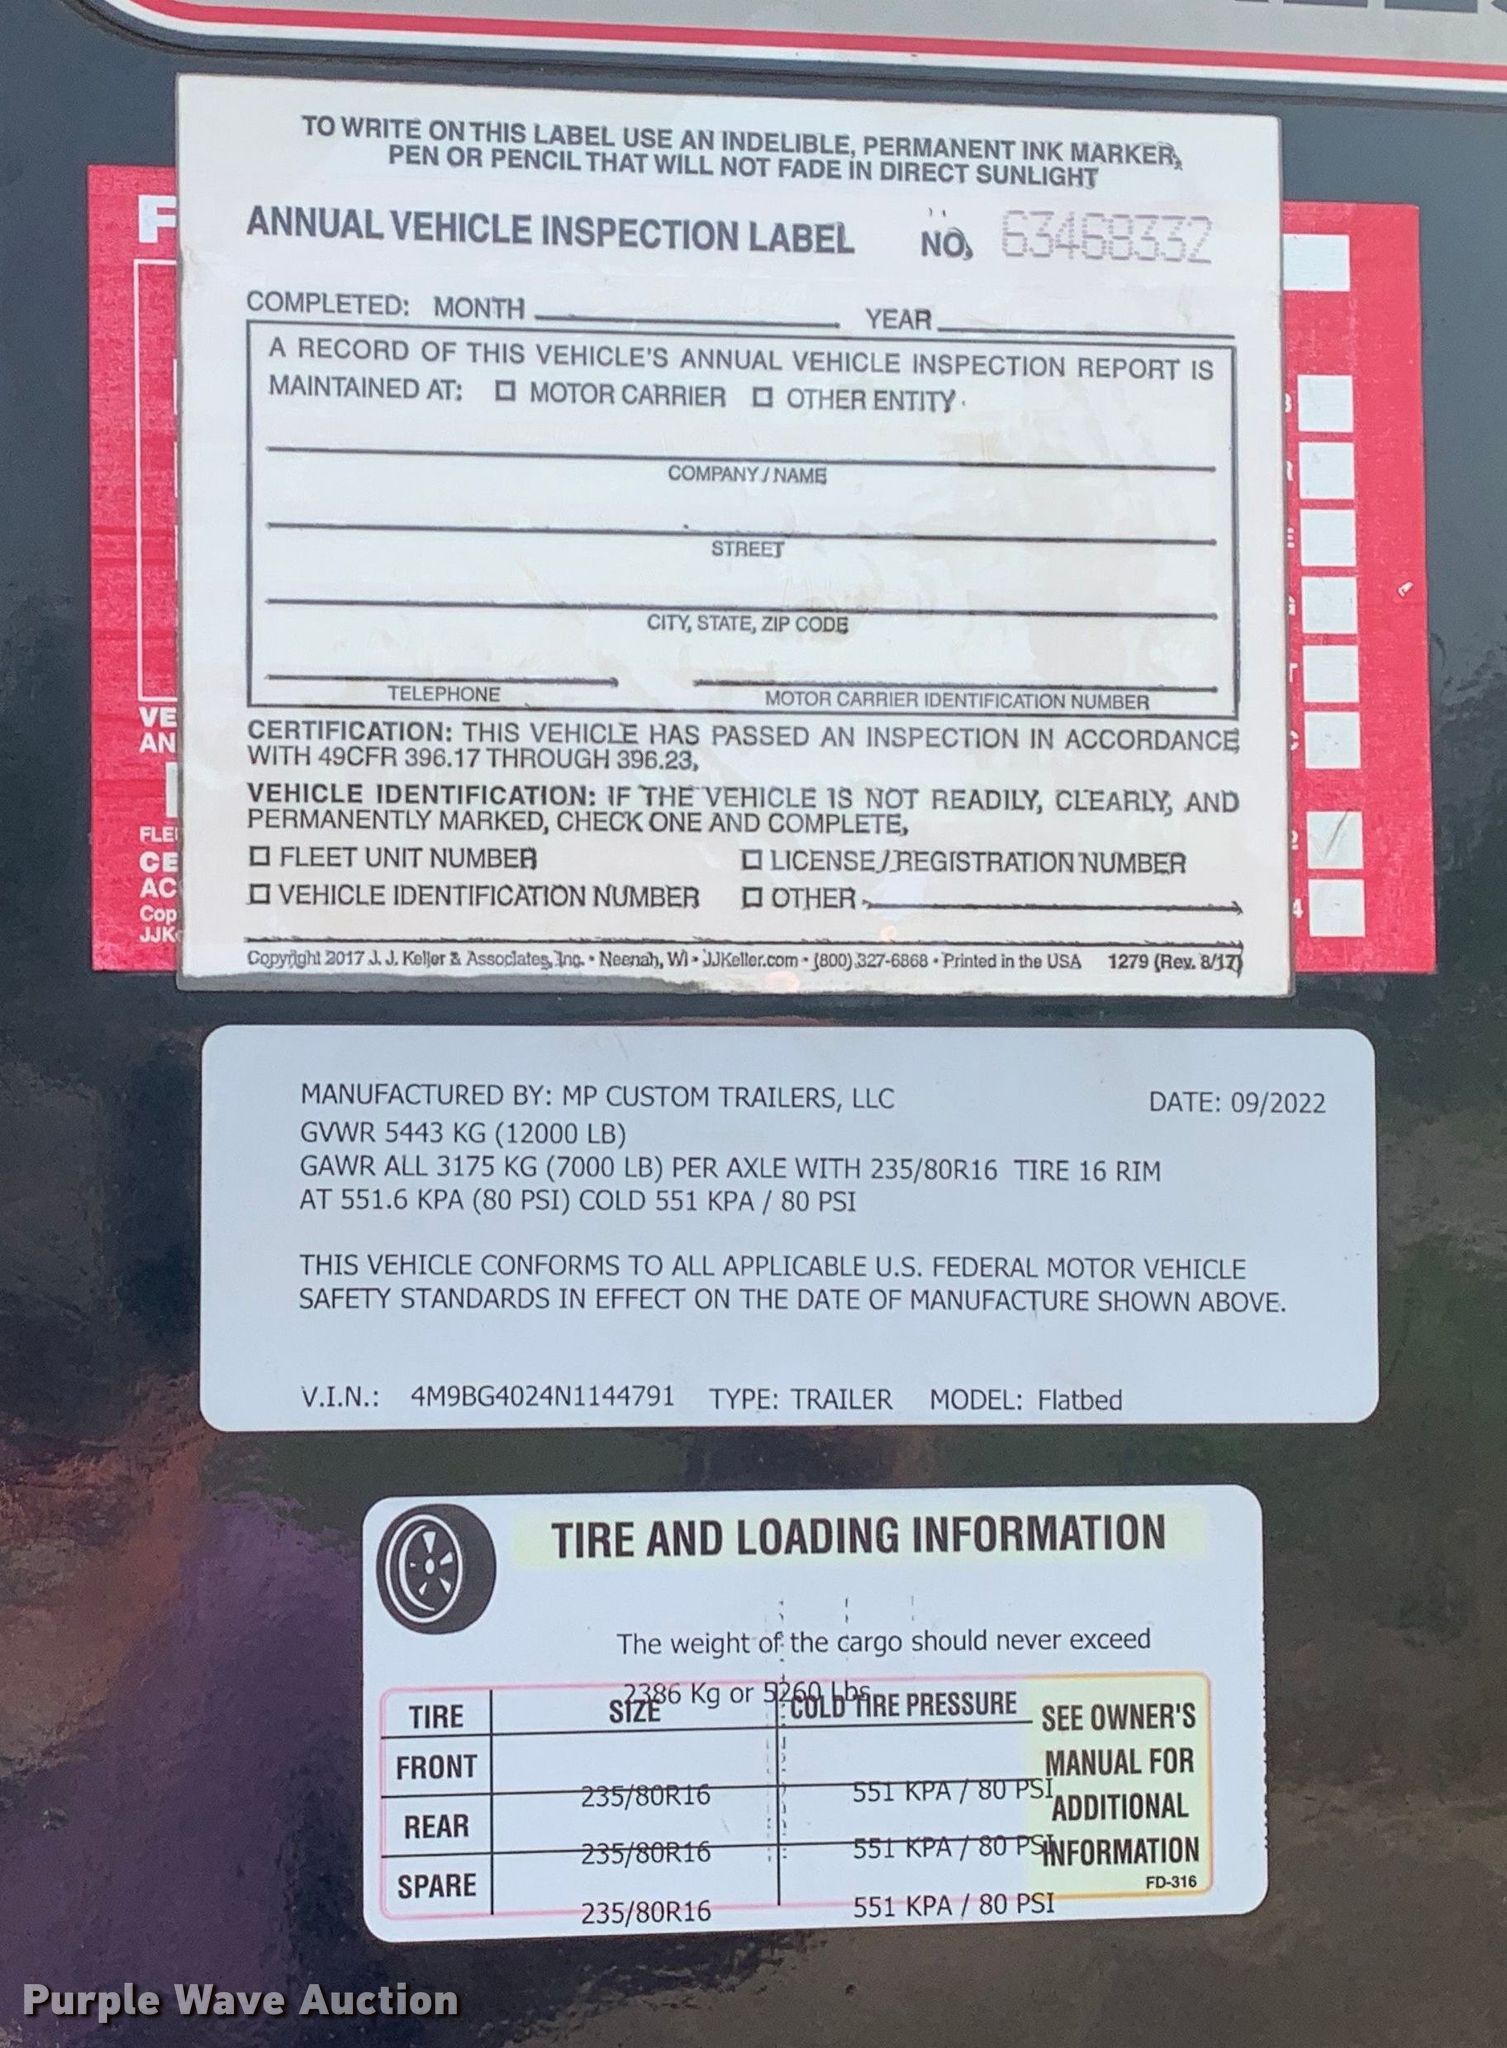 TO WRITE ON THIS LABEL USE AN INDELIBLE, PERMANENT INK MARKER,
PEN OR PENCIL THAT WILL NOT FADE IN DIRECT SUNLIGHT
ANNUAL VEHICLE INSPECTION LABEL NO. 63468332
COMPLETED: MONTH YEAR
A RECORD OF THIS VEHICLE'S ANNUAL VEHICLE INSPECTION REPORT IS
MAINTAINED AT: MOTOR CARRIER OTHER ENTITY
COMPANY / NAME
STREET
CITY, STATE, ZIP CODE
TELEPHONE MOTOR CARRIER IDENTIFICATION NUMBER
CERTIFICATION: THIS VEHICLE HAS PASSED AN INSPECTION IN ACCORDANCE
WITH 49CFR 396.17 THROUGH 396.23,
VEHICLE IDENTIFICATION: IF THE VEHICLE IS NOT READILY, CLEARLY, AND
PERMANENTLY MARKED, CHECK ONE AND COMPLETE,
FLEET UNIT NUMBER LICENSE/REGISTRATION NUMBER
VEHICLE IDENTIFICATION NUMBER OTHER
Copyright 2017 J. J. Keller & Associates, Inc. • Neenah, WI • JJKeller.com • (800) 327-6868 • Printed in the USA 1279 (Rev. 8/17)
F
VE
AN
FLE
CE
AC
Cop
JJK
MANUFACTURED BY: MP CUSTOM TRAILERS, LLC DATE: 09/2022
GVWR 5443 KG (12000 LB)
GAWR ALL 3175 KG (7000 LB) PER AXLE WITH 235/80R16 TIRE 16 RIM
AT 551.6 KPA (80 PSI) COLD 551 KPA / 80 PSI
THIS VEHICLE CONFORMS TO ALL APPLICABLE U.S. FEDERAL MOTOR VEHICLE
SAFETY STANDARDS IN EFFECT ON THE DATE OF MANUFACTURE SHOWN ABOVE.
V.I.N.: 4M9BG4024N1144791 TYPE: TRAILER MODEL: Flatbed
TIRE AND LOADING INFORMATION
The weight of the cargo should never exceed
2386 Kg or 5260 Lbs
TIRE SIZE COLD TIRE PRESSURE
FRONT 235/80R16 551 KPA / 80 PSI
REAR 235/80R16 551 KPA / 80 PSI
SPARE 235/80R16 551 KPA / 80 PSI
SEE OWNER'S
MANUAL FOR
ADDITIONAL
INFORMATION
FD-316
Purple Wave Auction